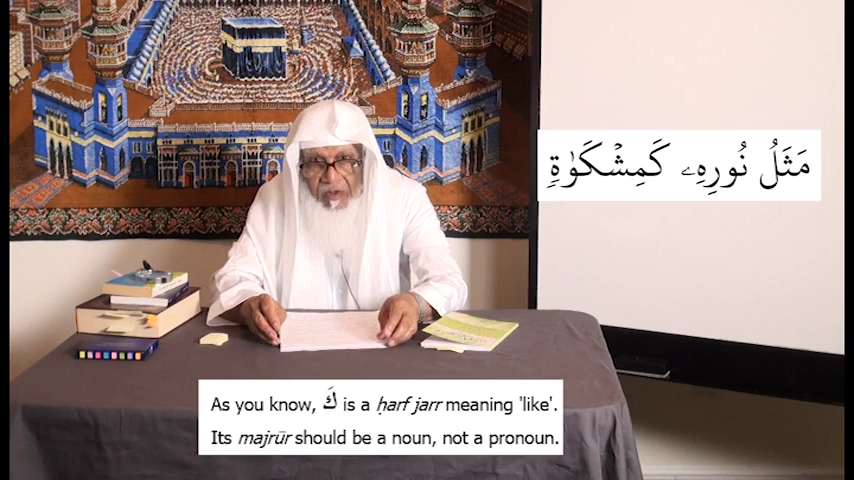 مَثَلُ نُورِهِۦ كَمِشْكَوٰةٍ
As you know, كَ is a ḥarf jarr meaning 'like'.
Its majrūr should be a noun, not a pronoun.